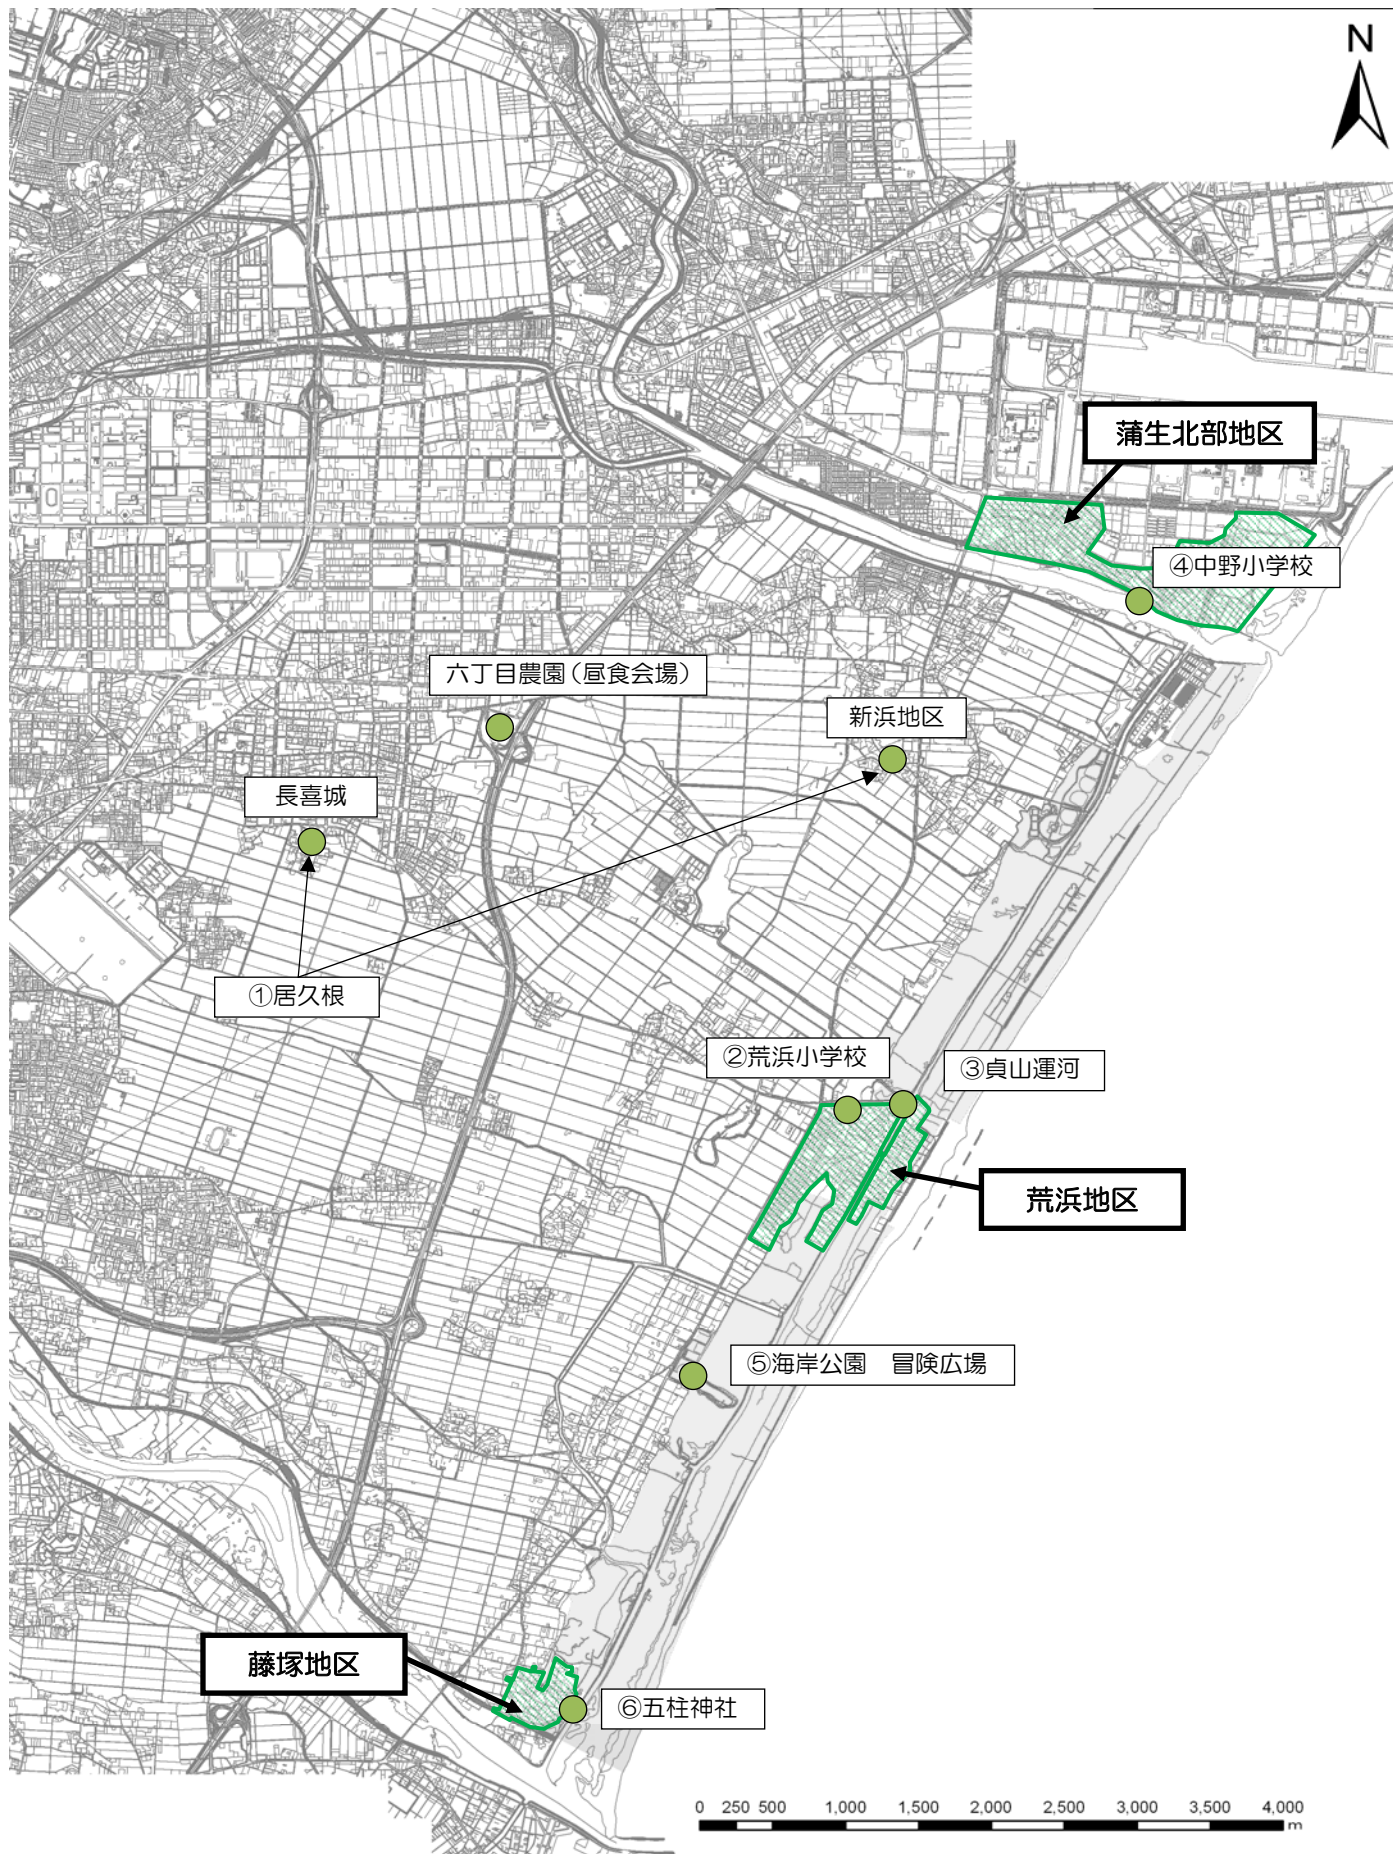 N
蒲生北部地区
④中野小学校
六丁目農園（昼食会場）
新浜地区
長喜城
①居久根
②荒浜小学校
③貞山運河
荒浜地区
⑤海岸公園　冒険広場
藤塚地区
⑥五柱神社
0 250 500 1,000 1,500 2,000 2,500 3,000 3,500 4,000
m